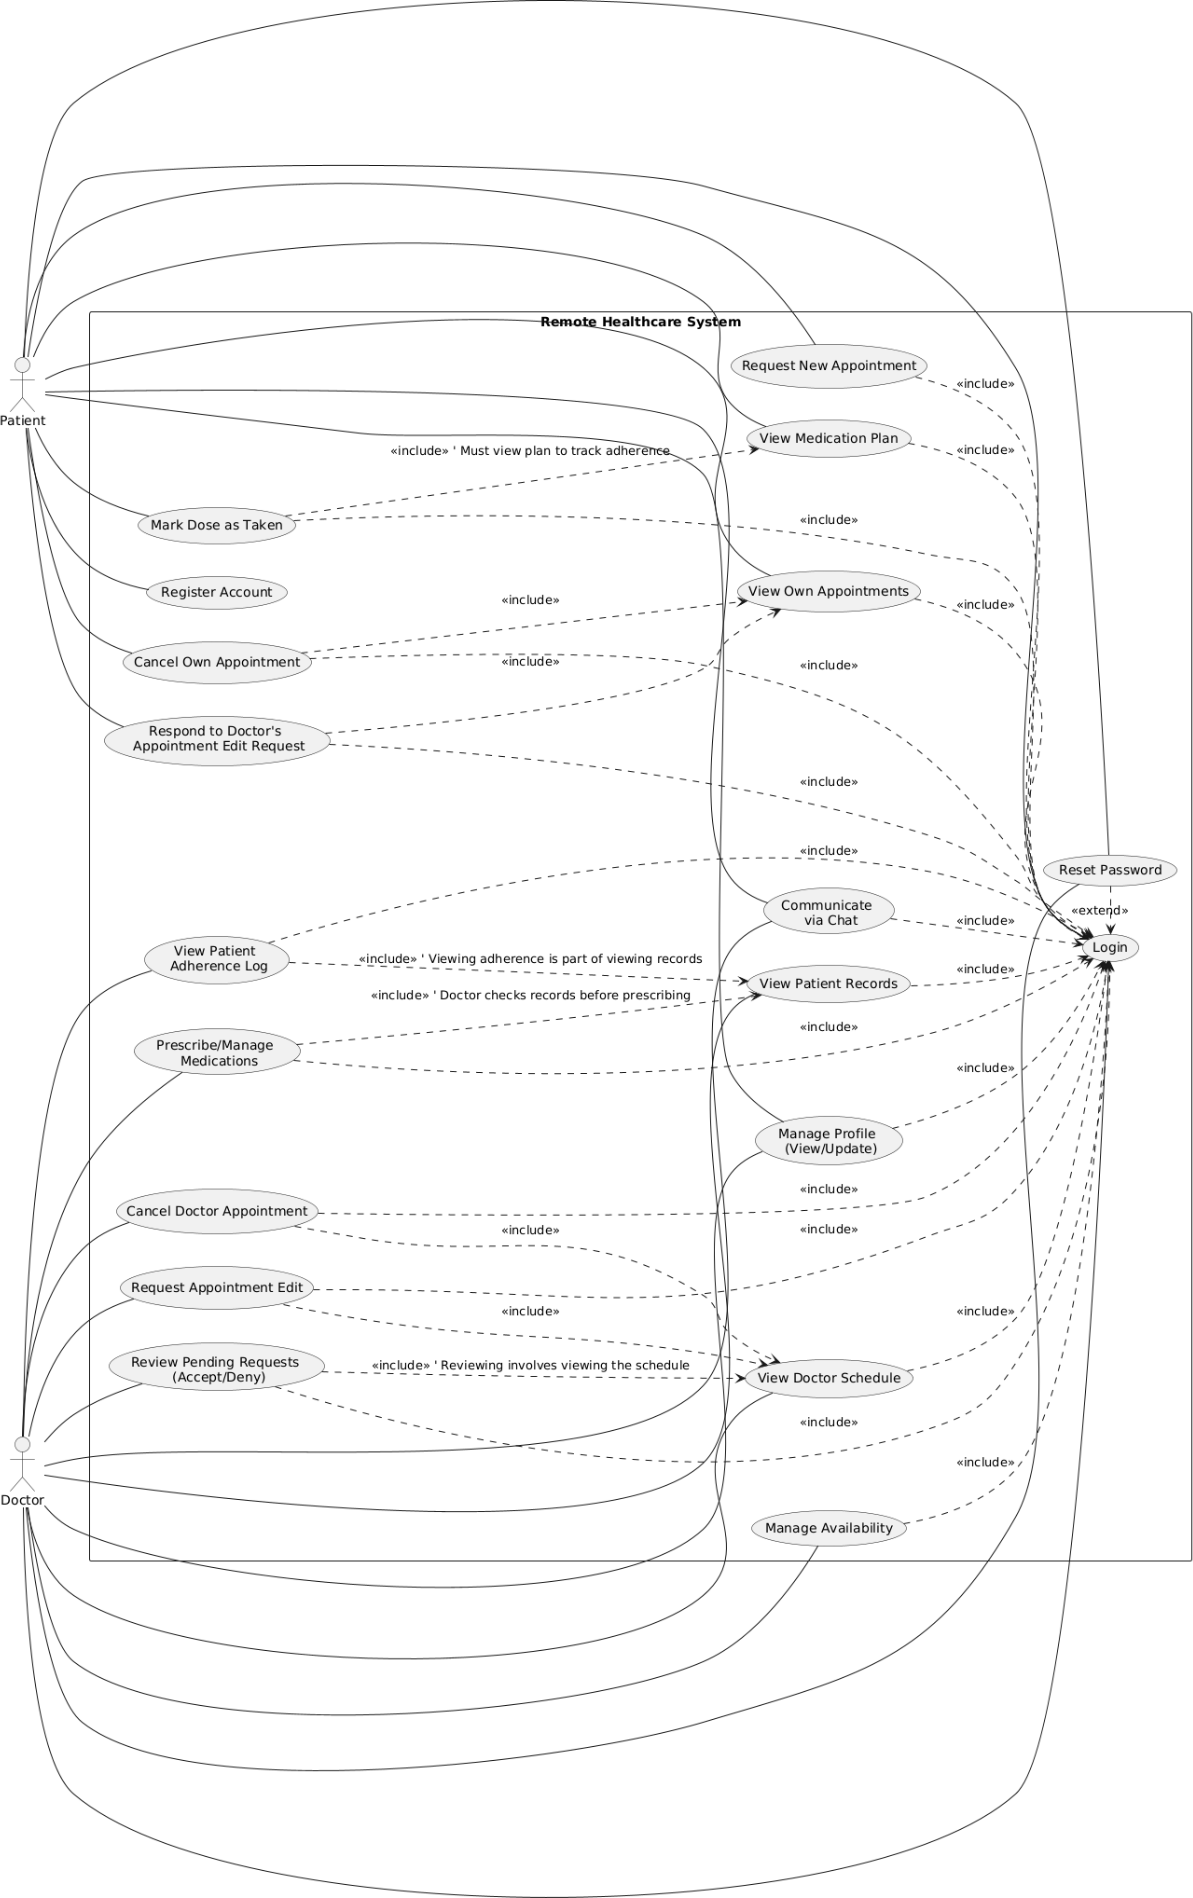 Remote Healthcare System
Request New Appointment
«include»
Patient
View Medication Plan
«include»
«include» ' Must view plan to track adherence
Mark Dose as Taken
«include»
Register Account
View Own Appointments
«include»
«include»
Cancel Own Appointment
«include»
«include»
Respond to Doctor's
Appointment Edit Request
«include»
«include»
Reset Password
Communicate
via Chat
«extend»
«include»
Login
View Patient
Adherence Log
«include» ' Viewing adherence is part of viewing records
«include»
View Patient Records
«include» ' Doctor checks records before prescribing
«include»
Prescribe/Manage
Medications
«include»
Manage Profile
(View/Update)
«include»
Cancel Doctor Appointment
«include»
«include»
Request Appointment Edit
«include»
«include»
Review Pending Requests
(Accept/Deny)
«include» ' Reviewing involves viewing the schedule
View Doctor Schedule
«include»
«include»
Doctor
Manage Availability